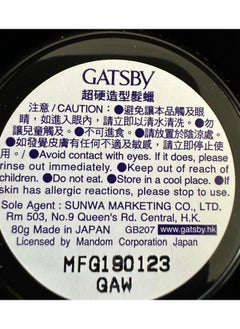 GATSBY
超硬造型髮蠟
注意 / CAUTION：●避免讓本品觸及眼
睛，如進入眼內，請立即以清水清洗。●勿
讓兒童觸及。●不可進食。●請放置於陰涼處。
●如發覺皮膚有任何不適及敏感，請立即停止使
用。/ ●Avoid contact with eyes. If it does, please
rinse out immediately. ●Keep out of reach of
children. ●Do not eat. ●Store in a cool place. ●If
skin has allergic reactions, please stop to use.
Sole Agent : SUNWA MARKETING CO., LTD.
Rm 503, No.9 Queen's Rd. Central, H.K.
80g Made in JAPAN GB207 www.gatsby.hk
Licensed by Mandom Corporation Japan
MFG190123
GAW